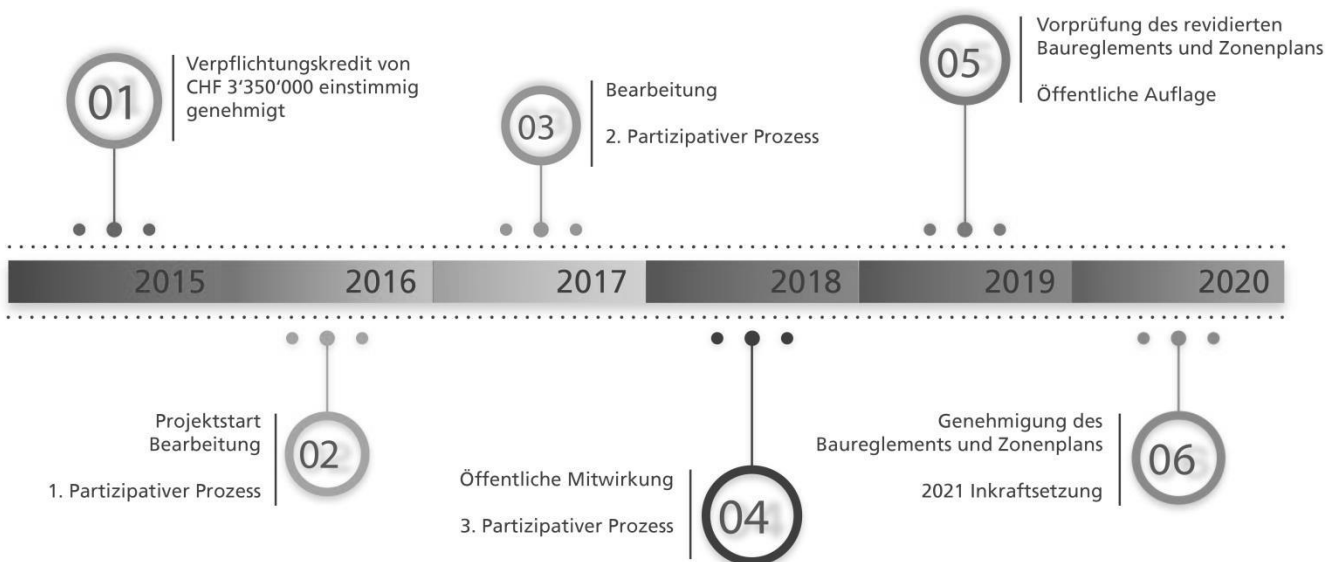 01
Verpflichtungskredit von
CHF 3’350’000 einstimmig
genehmigt
03
Bearbeitung
2. Partizipativer Prozess
05
Vorprüfung des revidierten
Baureglements und Zonenplans
Öffentliche Auflage
2015
2016
2017
2018
2019
2020
Projektstart
Bearbeitung
1. Partizipativer Prozess
02
Öffentliche Mitwirkung
3. Partizipativer Prozess
04
Genehmigung des
Baureglements und Zonenplans
2021 Inkraftsetzung
06